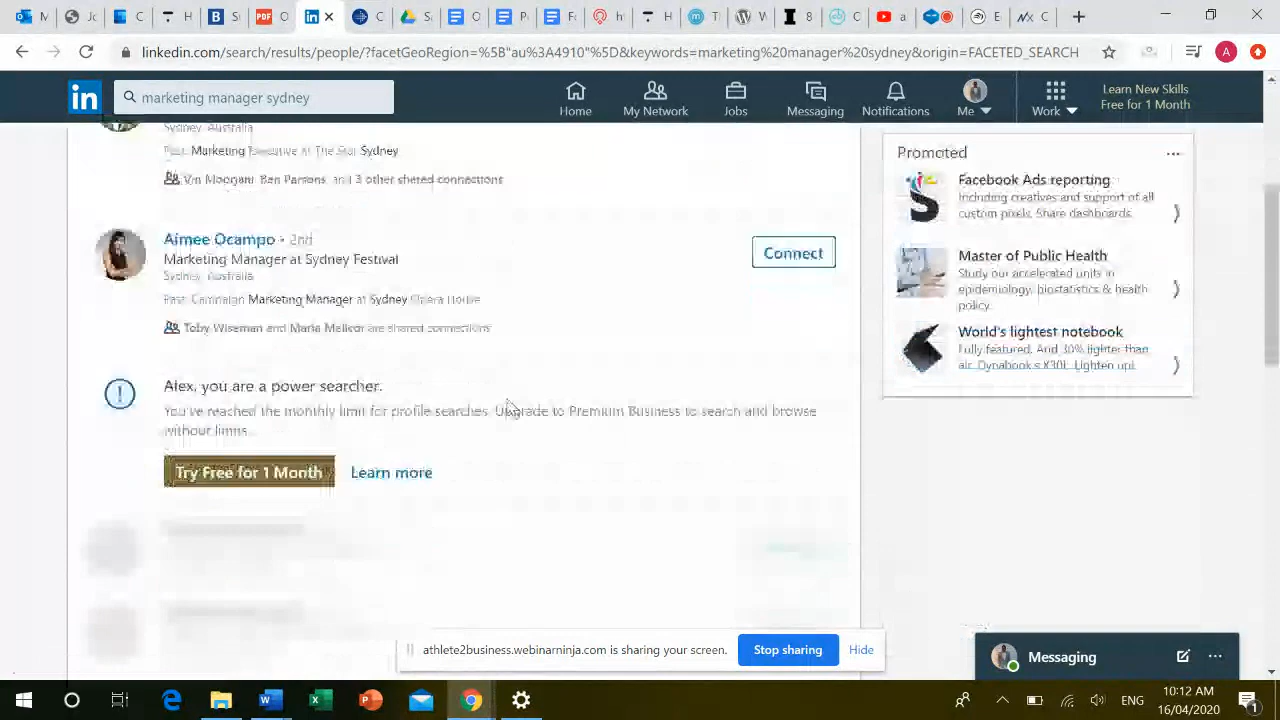 linkedin.com/search/results/people/?facetGeoRegion=%5B"au%3A4910"%5D&keywords=marketing%20manager%20sydney&origin=FACETED_SEARCH
A
in
marketing manager sydney
Home
My Network
Jobs
Messaging
Notifications
Me
Work
Learn New Skills
Free for 1 Month
Sydney, Australia
Past: Marketing Executive at The Star Sydney
and 3 other shared connections
Aimee Ocampo • 2nd
Marketing Manager at Sydney Festival
Sydney, Australia
Past: Campaign Marketing Manager at Sydney Opera House
Toby Wiseman and Maria are shared connections
Connect
Alex, you are a power searcher.
You've reached the monthly limit for profile searches. Upgrade to Premium Business to search and browse
without limits.
Try Free for 1 Month
Learn more
Promoted
Facebook Ads reporting
Including creatives and support of all
custom pixels. Share dashboards.
Master of Public Health
Study our accelerated units in
epidemiology, biostatistics & health
policy.
World's lightest notebook
Fully featured. And 30% lighter than
air. Dynabook's X30L. Lighten up!
athlete2business.webinarninja.com is sharing your screen.
Stop sharing
Hide
Messaging
ENG
10:12 AM
16/04/2020
1